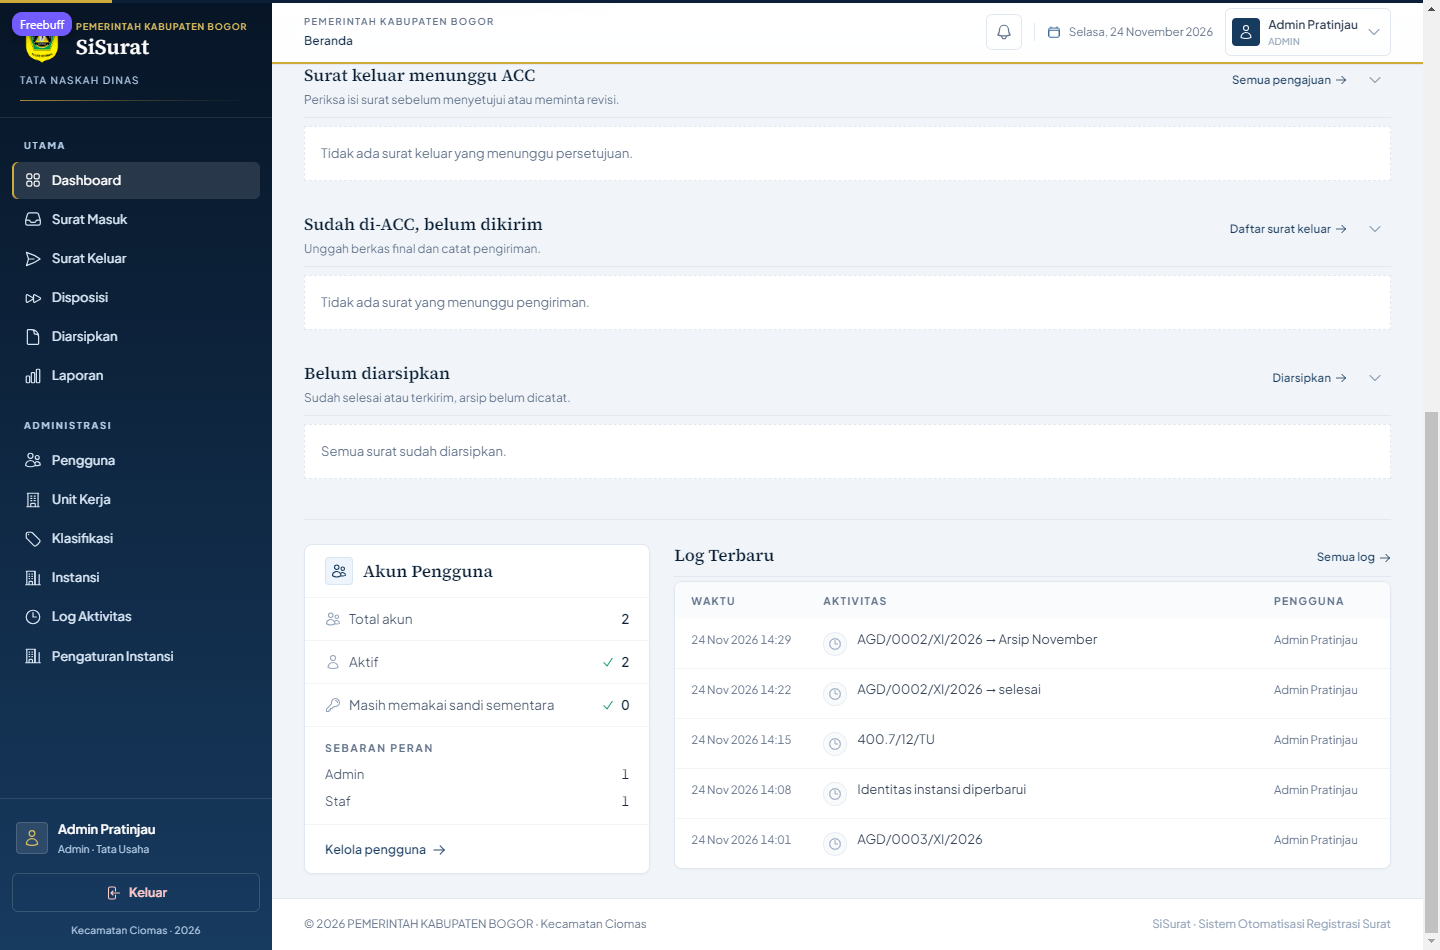 Freebuff
PEMERINTAH KABUPATEN BOGOR
SiSurat
TATA NASKAH DINAS
UTAMA
Dashboard
Surat Masuk
Surat Keluar
Disposisi
Diarsipkan
Laporan
ADMINISTRASI
Pengguna
Unit Kerja
Klasifikasi
Instansi
Log Aktivitas
Pengaturan Instansi
Admin Pratinjau
Admin · Tata Usaha
Keluar
Kecamatan Ciomas · 2026
PEMERINTAH KABUPATEN BOGOR
Beranda
Selasa, 24 November 2026
Admin Pratinjau
ADMIN
Surat keluar menunggu ACC
Semua pengajuan →
Periksa isi surat sebelum menyetujui atau meminta revisi.
Tidak ada surat keluar yang menunggu persetujuan.
Sudah di-ACC, belum dikirim
Daftar surat keluar →
Unggah berkas final dan catat pengiriman.
Tidak ada surat yang menunggu pengiriman.
Belum diarsipkan
Diarsipkan →
Sudah selesai atau terkirim, arsip belum dicatat.
Semua surat sudah diarsipkan.
Akun Pengguna
Total akun 2
Aktif 2
Masih memakai sandi sementara 0
SEBARAN PERAN
Admin 1
Staf 1
Kelola pengguna →
Log Terbaru
Semua log →
WAKTU AKTIVITAS PENGGUNA
24 Nov 2026 14:29 AGD/0002/XI/2026 → Arsip November Admin Pratinjau
24 Nov 2026 14:22 AGD/0002/XI/2026 → selesai Admin Pratinjau
24 Nov 2026 14:15 400.7/12/TU Admin Pratinjau
24 Nov 2026 14:08 Identitas instansi diperbarui Admin Pratinjau
24 Nov 2026 14:01 AGD/0003/XI/2026 Admin Pratinjau
© 2026 PEMERINTAH KABUPATEN BOGOR · Kecamatan Ciomas
SiSurat · Sistem Otomatisasi Registrasi Surat